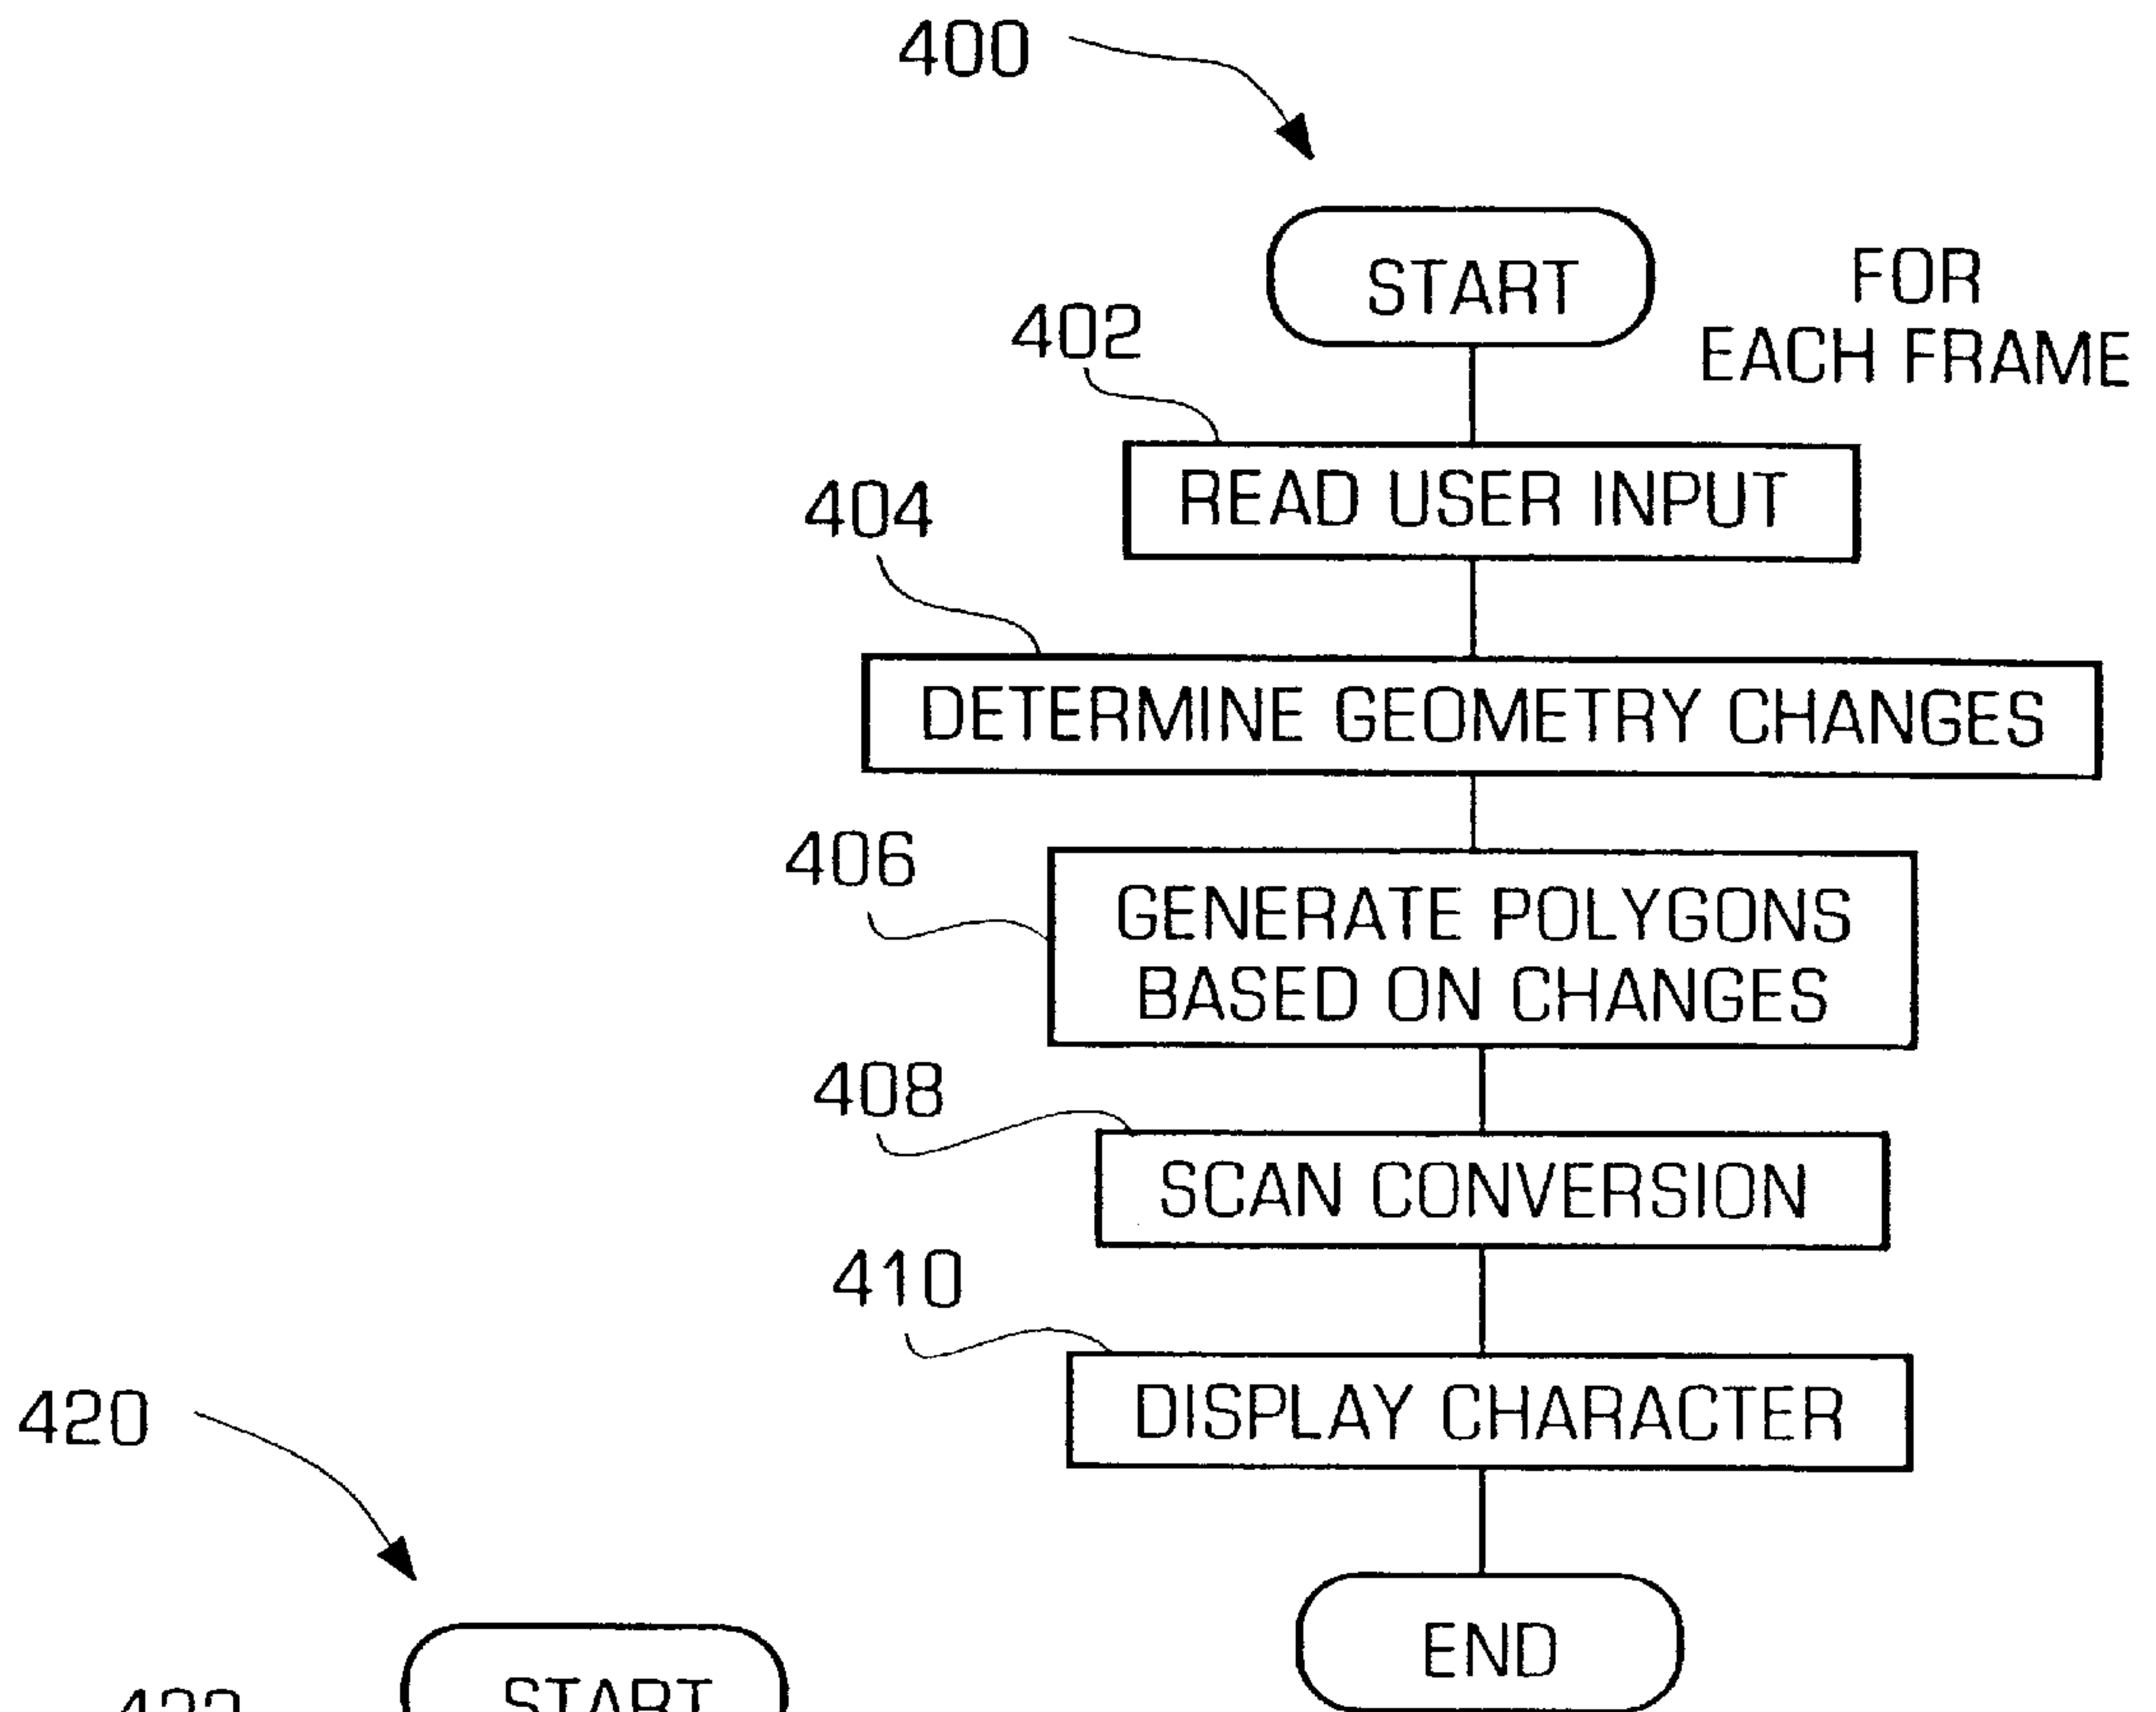 400
START
FOR
EACH FRAME
402
READ USER INPUT
404
DETERMINE GEOMETRY CHANGES
406
GENERATE POLYGONS
BASED ON CHANGES
408
SCAN CONVERSION
410
DISPLAY CHARACTER
420
END
START